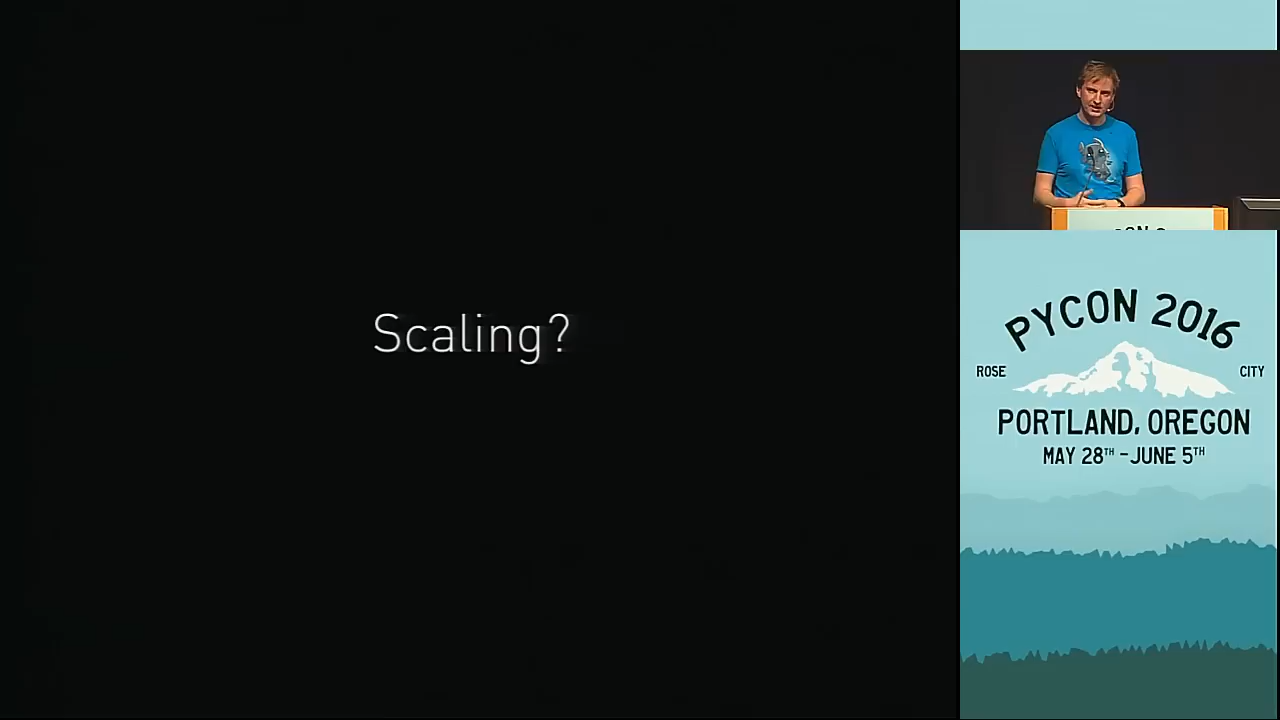 Scaling?
PYCON 2016
ROSE
CITY
PORTLAND, OREGON
MAY 28TH - JUNE 5TH